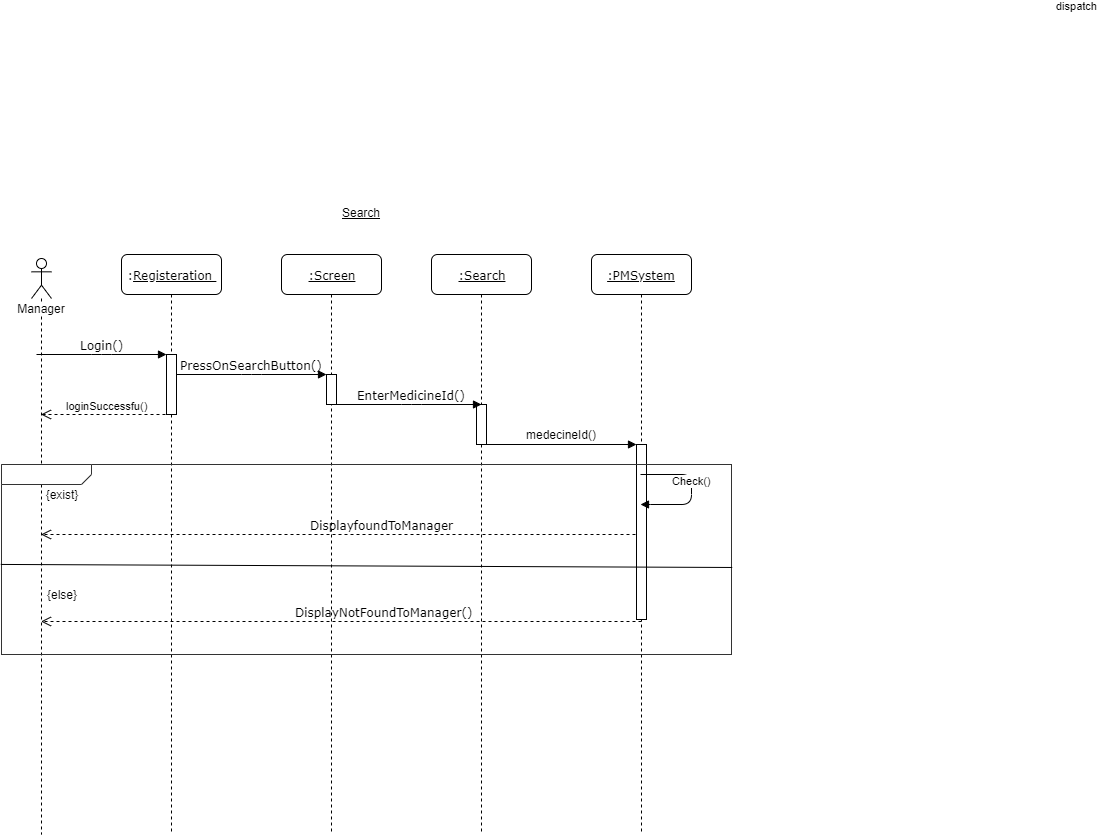 dispatch
Search
:Registeration
:Screen
:Search
:PMSystem
Manager
Login()
PressOnSearchButton()
EnterMedicineId()
loginSuccessfu()
medecineId()
Check()
{exist}
DisplayfoundToManager
{else}
DisplayNotFoundToManager()